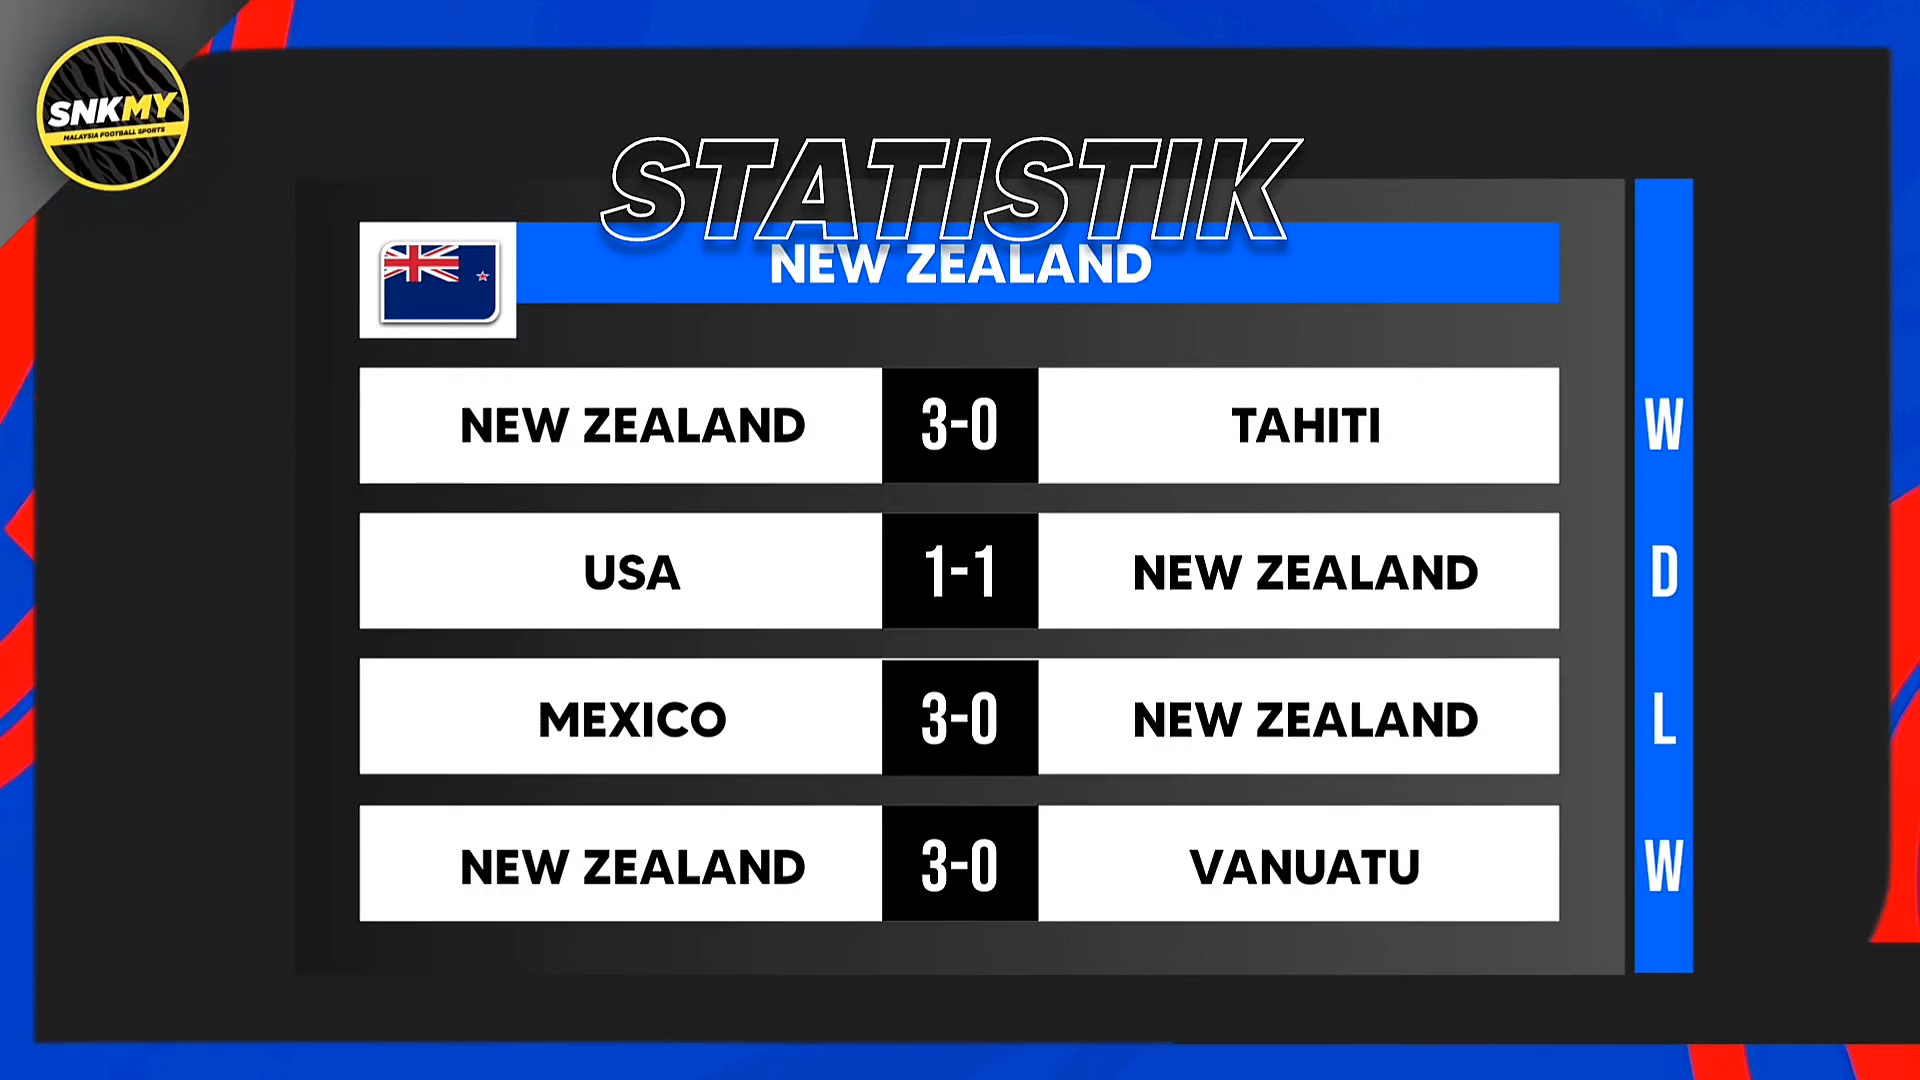 SNKMY
MALAYSIA FOOTBALL SPORTS
STATISTIK
NEW ZEALAND
NEW ZEALAND 3-0 TAHITI W
USA 1-1 NEW ZEALAND D
MEXICO 3-0 NEW ZEALAND L
NEW ZEALAND 3-0 VANUATU W